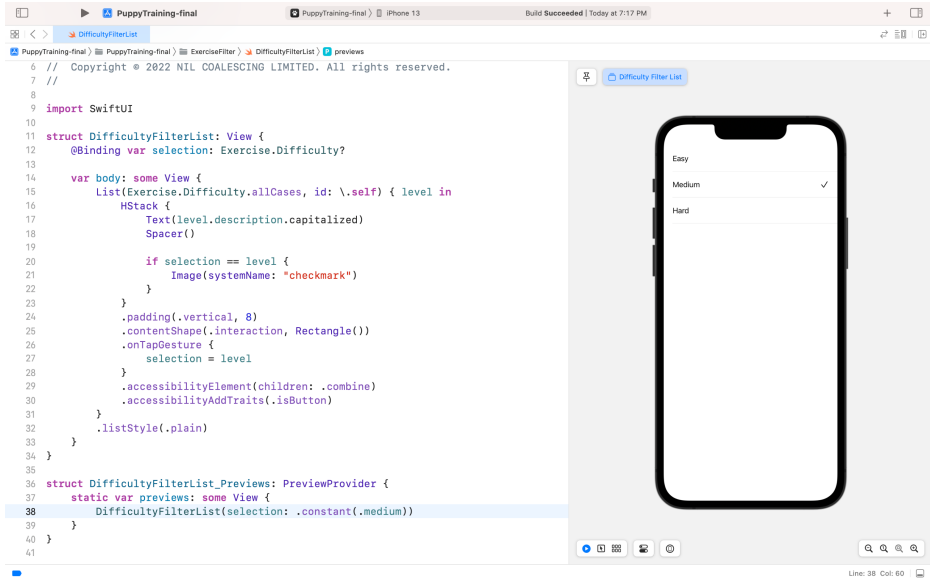 PuppyTraining-final
PuppyTraining-final 〉 iPhone 13
Build Succeeded | Today at 7:17 PM
DifficultyFilterList
PuppyTraining-final 〉 PuppyTraining-final 〉 ExerciseFilter 〉 DifficultyFilterList 〉 P previews
6 //  Copyright © 2022 NIL COALESCING LIMITED. All rights reserved.
7 //
8
9 import SwiftUI
10
11 struct DifficultyFilterList: View {
12     @Binding var selection: Exercise.Difficulty?
13
14     var body: some View {
15         List(Exercise.Difficulty.allCases, id: \.self) { level in
16             HStack {
17                 Text(level.description.capitalized)
18                 Spacer()
19
20                 if selection == level {
21                     Image(systemName: "checkmark")
22                 }
23             }
24             .padding(.vertical, 8)
25             .contentShape(.interaction, Rectangle())
26             .onTapGesture {
27                 selection = level
28             }
29             .accessibilityElement(children: .combine)
30             .accessibilityAddTraits(.isButton)
31         }
32         .listStyle(.plain)
33     }
34 }
35
36 struct DifficultyFilterList_Previews: PreviewProvider {
37     static var previews: some View {
38         DifficultyFilterList(selection: .constant(.medium))
39     }
40 }
41
Difficulty Filter List
Easy
Medium
Hard
Line: 38 Col: 60